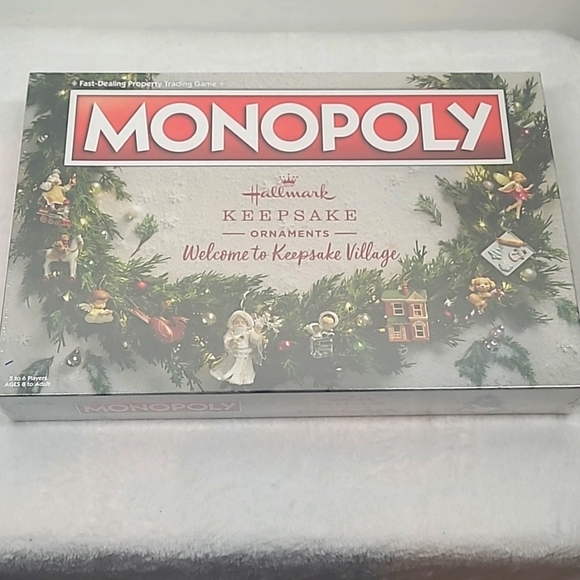 Fast-Dealing Property Trading Game
MONOPOLY
Hallmark
KEEPSAKE
ORNAMENTS
Welcome to Keepsake Village
2 to 6 Players
AGES 8 to Adult
MONOPOLY